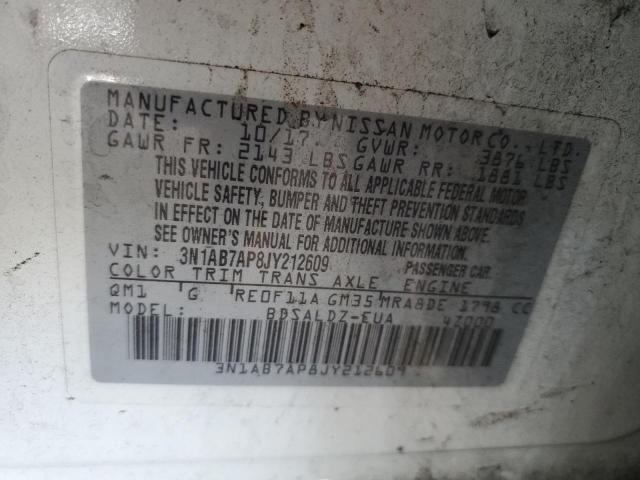 MANUFACTURED BY NISSAN MOTOR CO., LTD.
DATE: 10/17 GVWR: 3876 LBS
GAWR FR: 2143 LBS GAWR RR: 1881 LBS
THIS VEHICLE CONFORMS TO ALL APPLICABLE FEDERAL MOTOR
VEHICLE SAFETY, BUMPER AND THEFT PREVENTION STANDARDS
IN EFFECT ON THE DATE OF MANUFACTURE SHOWN ABOVE.
SEE OWNER'S MANUAL FOR ADDITIONAL INFORMATION.
VIN: 3N1AB7AP8JY212609 PASSENGER CAR
COLOR TRIM TRANS AXLE ENGINE
QM1 G RE0F11A GM35 MRA8DE 1798 CC
MODEL: BDSALDZ-EUA 47000
3N1AB7AP8JY212609